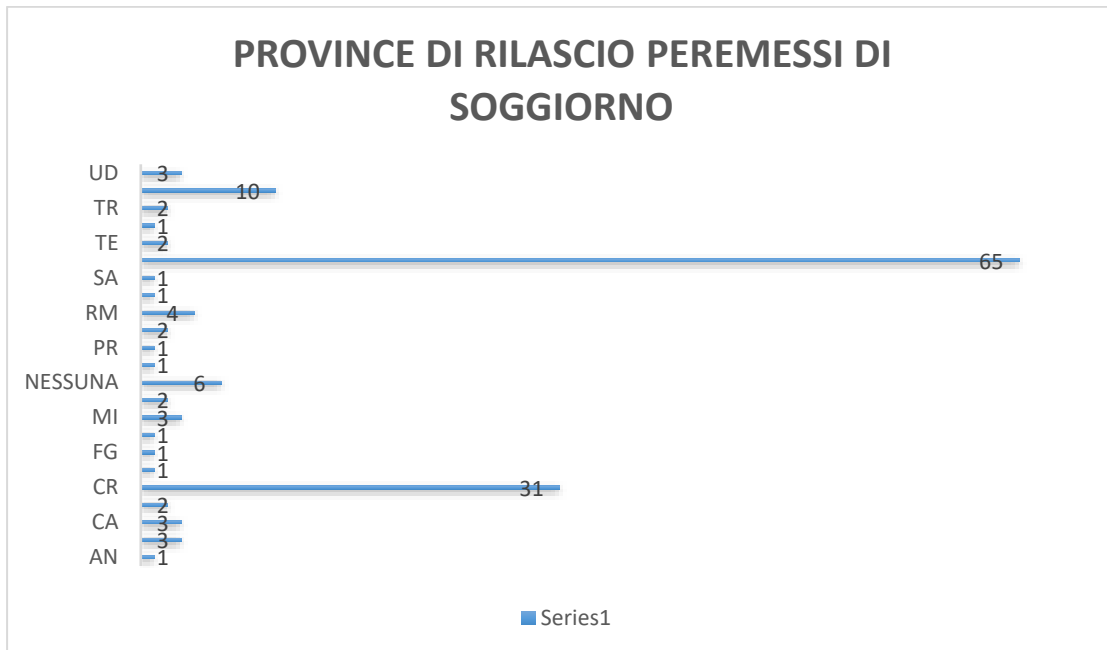 PROVINCE DI RILASCIO PEREMESSI DI
SOGGIORNO
UD 3
10
TR 2
1
TE 2
65
SA 1
1
RM 4
2
PR 1
1
NESSUNA 6
2
MI 3
1
FG 1
1
CR 31
2
CA 3
3
AN 1
Series1